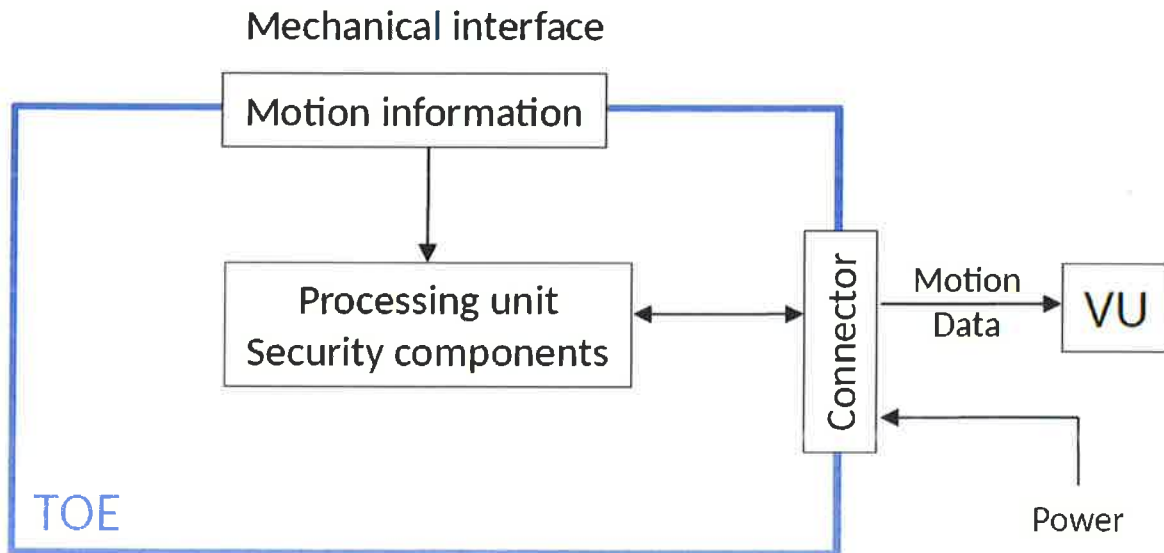 Mechanical interface
Motion information
Processing unit
Security components
Connector
Motion
Data
VU
Power
TOE